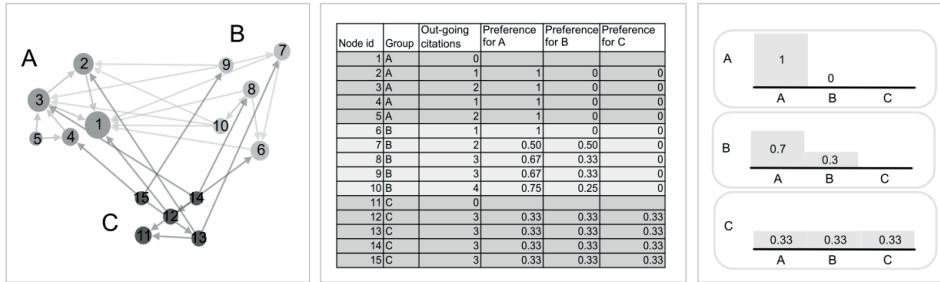 A
B
C
1
2
3
4
5
6
7
8
9
10
11
12
13
14
15
Node id Group Out-going citations Preference for A Preference for B Preference for C
1 A 0
2 A 1 1 0 0
3 A 2 1 0 0
4 A 1 1 0 0
5 A 2 1 0 0
6 B 1 1 0 0
7 B 2 0.50 0.50 0
8 B 3 0.67 0.33 0
9 B 3 0.67 0.33 0
10 B 4 0.75 0.25 0
11 C 0
12 C 3 0.33 0.33 0.33
13 C 3 0.33 0.33 0.33
14 C 3 0.33 0.33 0.33
15 C 3 0.33 0.33 0.33
A
1 0
A B C
B
0.7 0.3
A B C
C
0.33 0.33 0.33
A B C